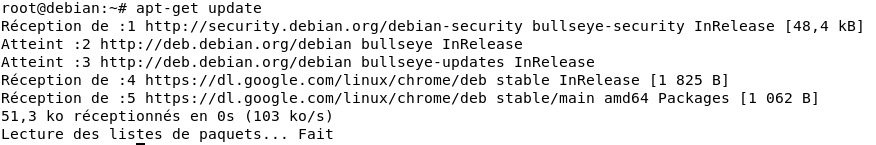 root@debian:~# apt-get update
Réception de :1 http://security.debian.org/debian-security bullseye-security InRelease [48,4 kB]
Atteint :2 http://deb.debian.org/debian bullseye InRelease
Atteint :3 http://deb.debian.org/debian bullseye-updates InRelease
Réception de :4 https://dl.google.com/linux/chrome/deb stable InRelease [1 825 B]
Réception de :5 https://dl.google.com/linux/chrome/deb stable/main amd64 Packages [1 062 B]
51,3 ko réceptionnés en 0s (103 ko/s)
Lecture des listes de paquets... Fait